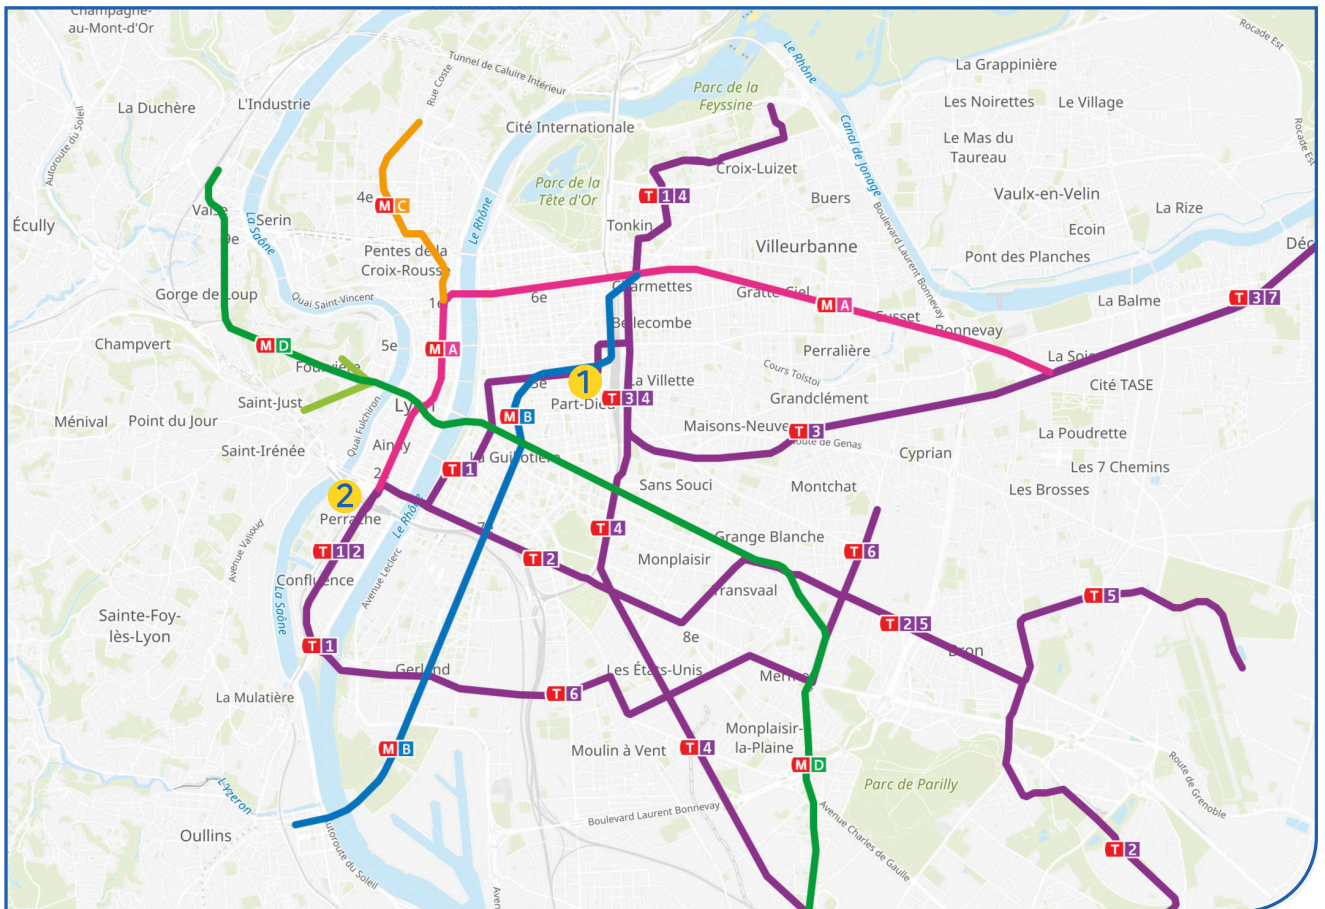 Champagne-
au-Mont-d'Or
Rocade Est
Tunnel de Caluire Intérieur
Le Rhône
La Grappinière
Rue Coste
Parc de la
Feyssine
La Duchère
L'Industrie
Les Noirettes
Le Village
Autoroute du Soleil
Cité Internationale
Canal de Jonage
Rocade Est
Le Mas du
Taureau
Croix-Luizet
Parc de la
Tête d'Or
T 1 4
Vaulx-en-Velin
4e
M C
Buers
Valse
La Rize
Écully
La Saône
Serin
Le Rhône
Tonkin
Ecoin
9e
Villeurbanne
Déc
Pentes de la
Croix-Rousse
Boulevard Laurent Bonnevay
Pont des Planches
Gorge de Loup
Quai Saint-Vincent
1e
6e
Charmettes
Gratte-Ciel
M A
La Balme
T 3 7
Cusset
Bellecombe
Bonnevay
Champvert
M D
5e
M A
Perralière
La Soie
Fourvière
Cours Tolstoï
1
3e
La Villette
Cité TASE
Saint-Just
Part-Dieu
T 3 4
Grandclément
Ménival
Point du Jour
Quai Fulchiron
Lyon
M B
Maisons-Neuves
T 3
Route de Genas
La Poudrette
Saint-Irénée
Ainay
La Guillotière
Cyprian
T 1
Les 7 Chemins
2
2
Sans Souci
Montchat
Les Brosses
Perrache
Le Rhône
7e
T 4
Grange Blanche
Avenue Valioud
T 1 2
T 2
Monplaisir
T 6
Confluence
Avenue Leclerc
Transvaal
T 5
La Saône
Sainte-Foy-
lès-Lyon
T 2 5
8e
T 1
Bron
Gerland
Les États-Unis
Mermoz
La Mulatière
T 6
Monplaisir-
la-Plaine
M B
Moulin à Vent
T 4
M D
Parc de Parilly
Route de Grenoble
L'Yzeron
Boulevard Laurent Bonnevay
Avenue Charles de Gaulle
Oullins
Autoroute du Soleil
T 2
Aven